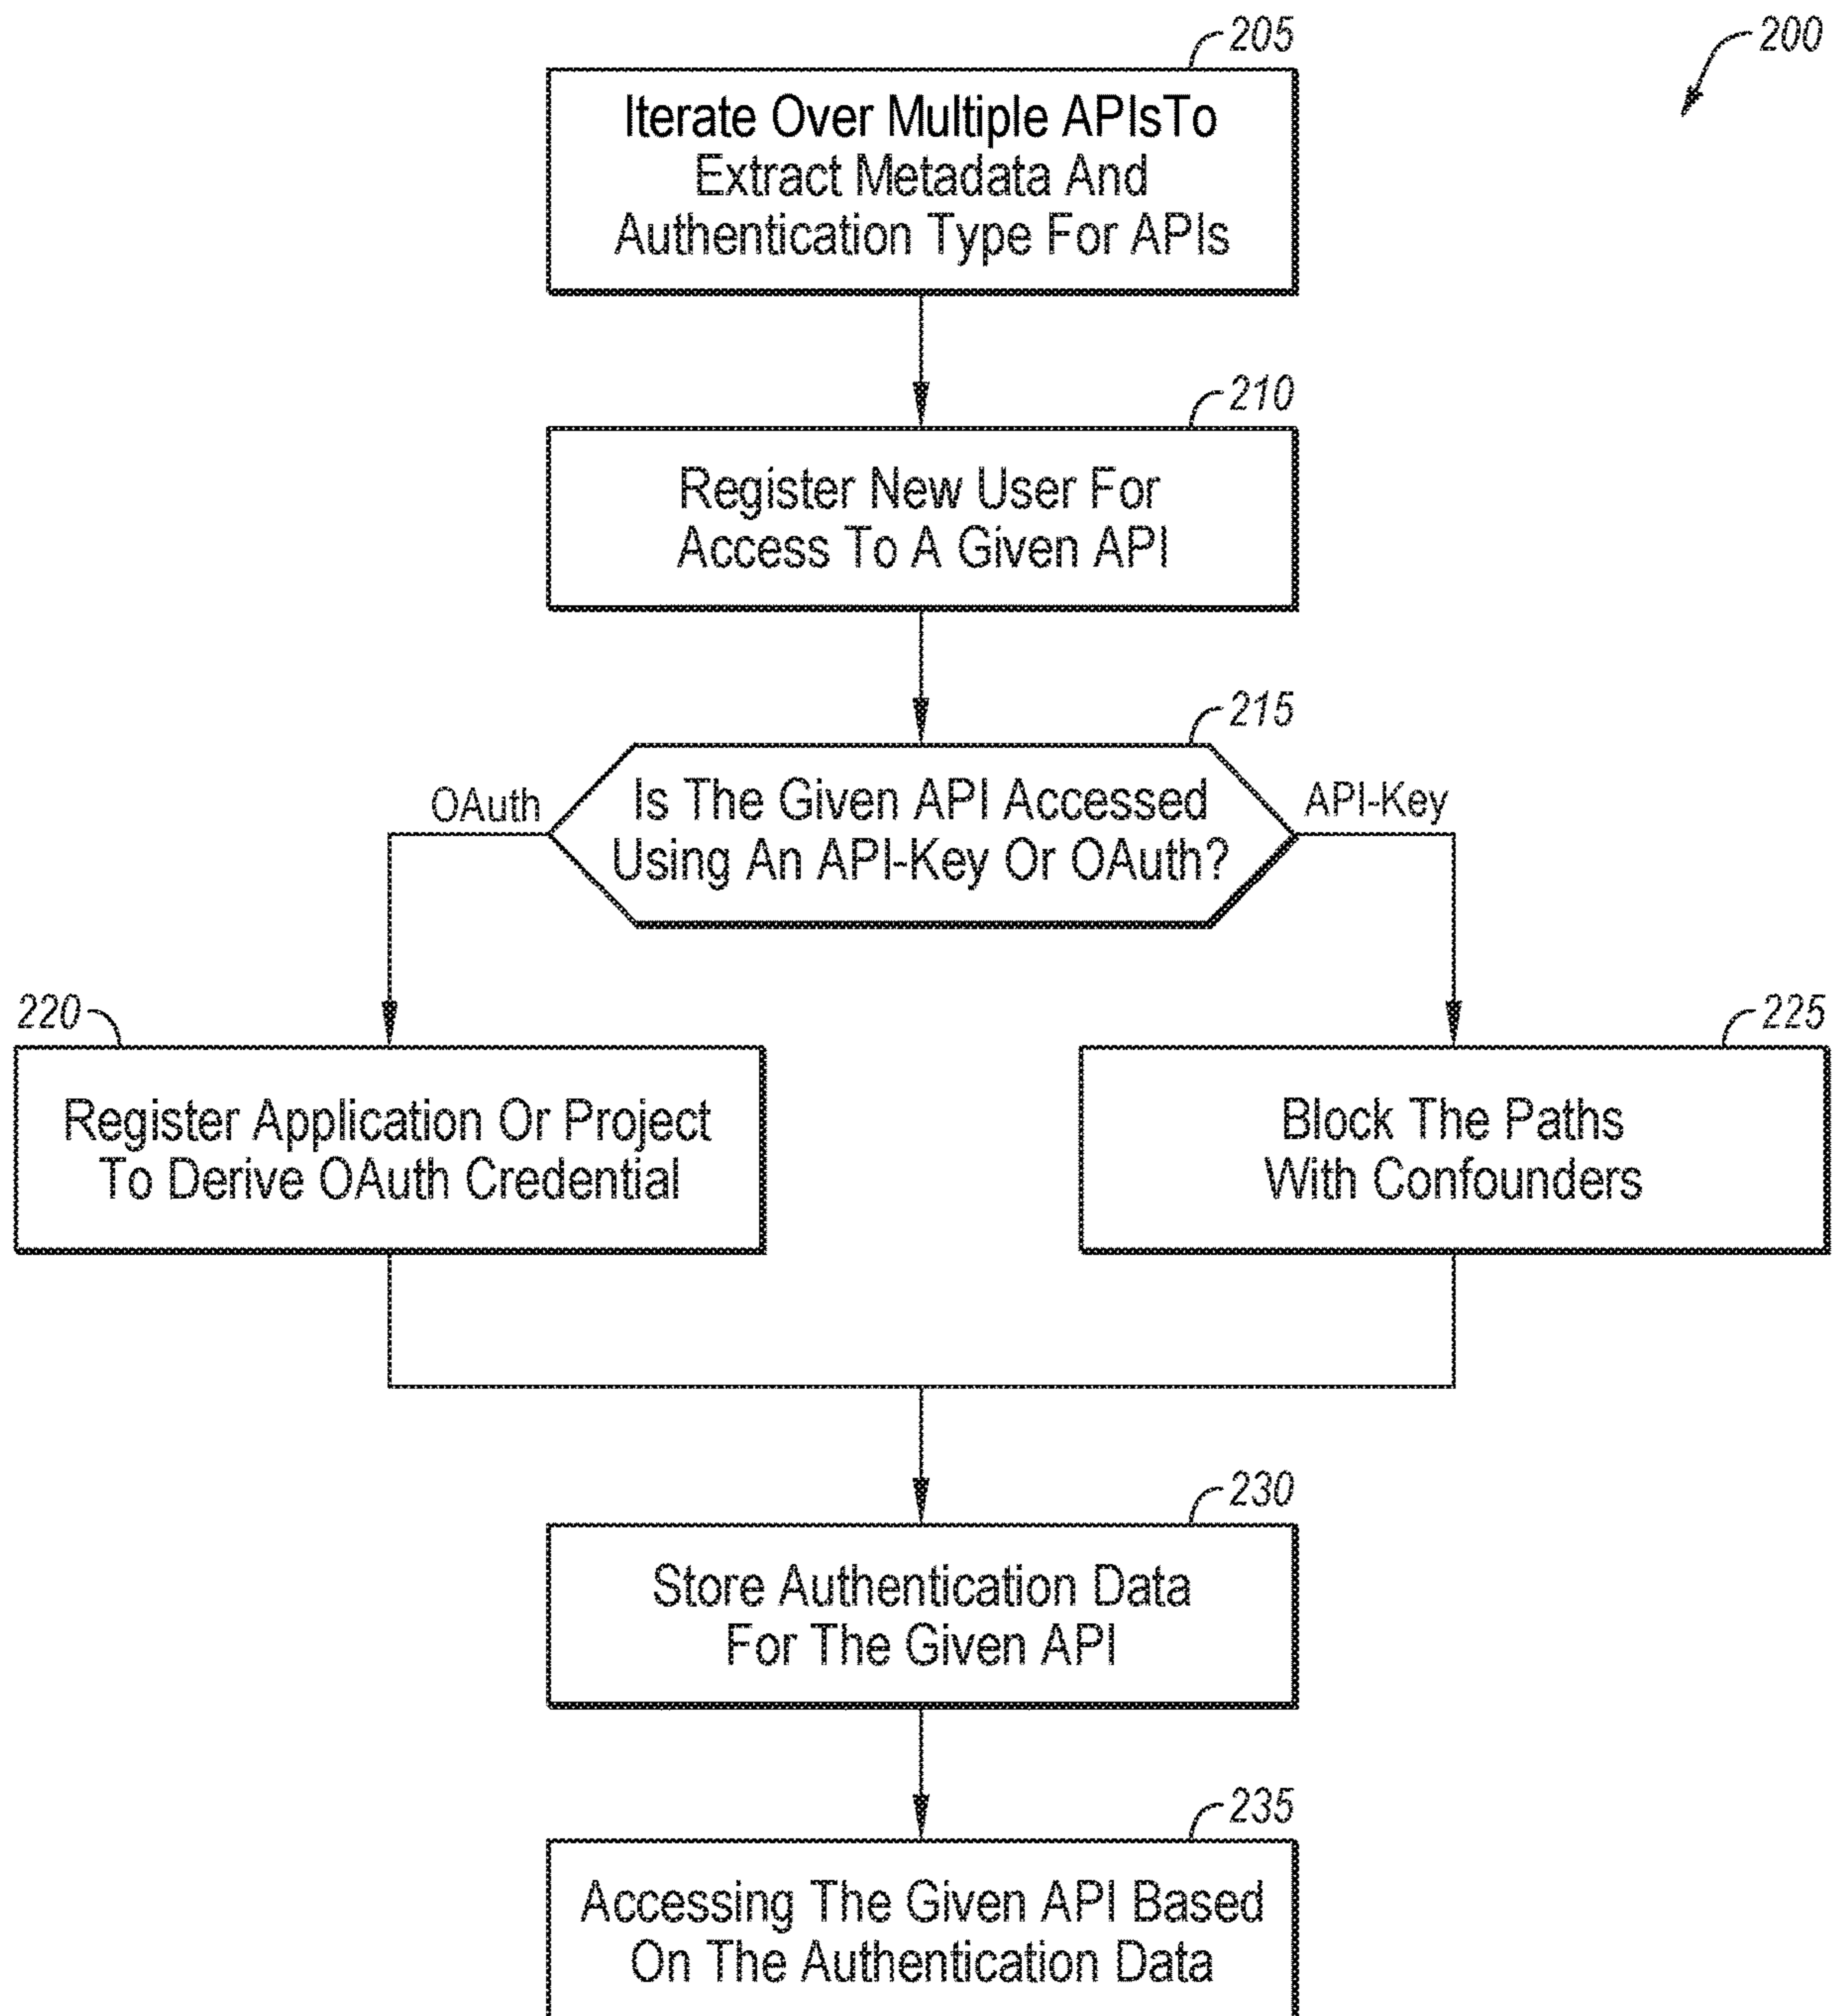 205
200
Iterate Over Multiple APIsTo
Extract Metadata And
Authentication Type For APIs
210
Register New User For
Access To A Given API
215
OAuth
Is The Given API Accessed
Using An API-Key Or OAuth?
API-Key
220
Register Application Or Project
To Derive OAuth Credential
225
Block The Paths
With Confounders
230
Store Authentication Data
For The Given API
235
Accessing The Given API Based
On The Authentication Data